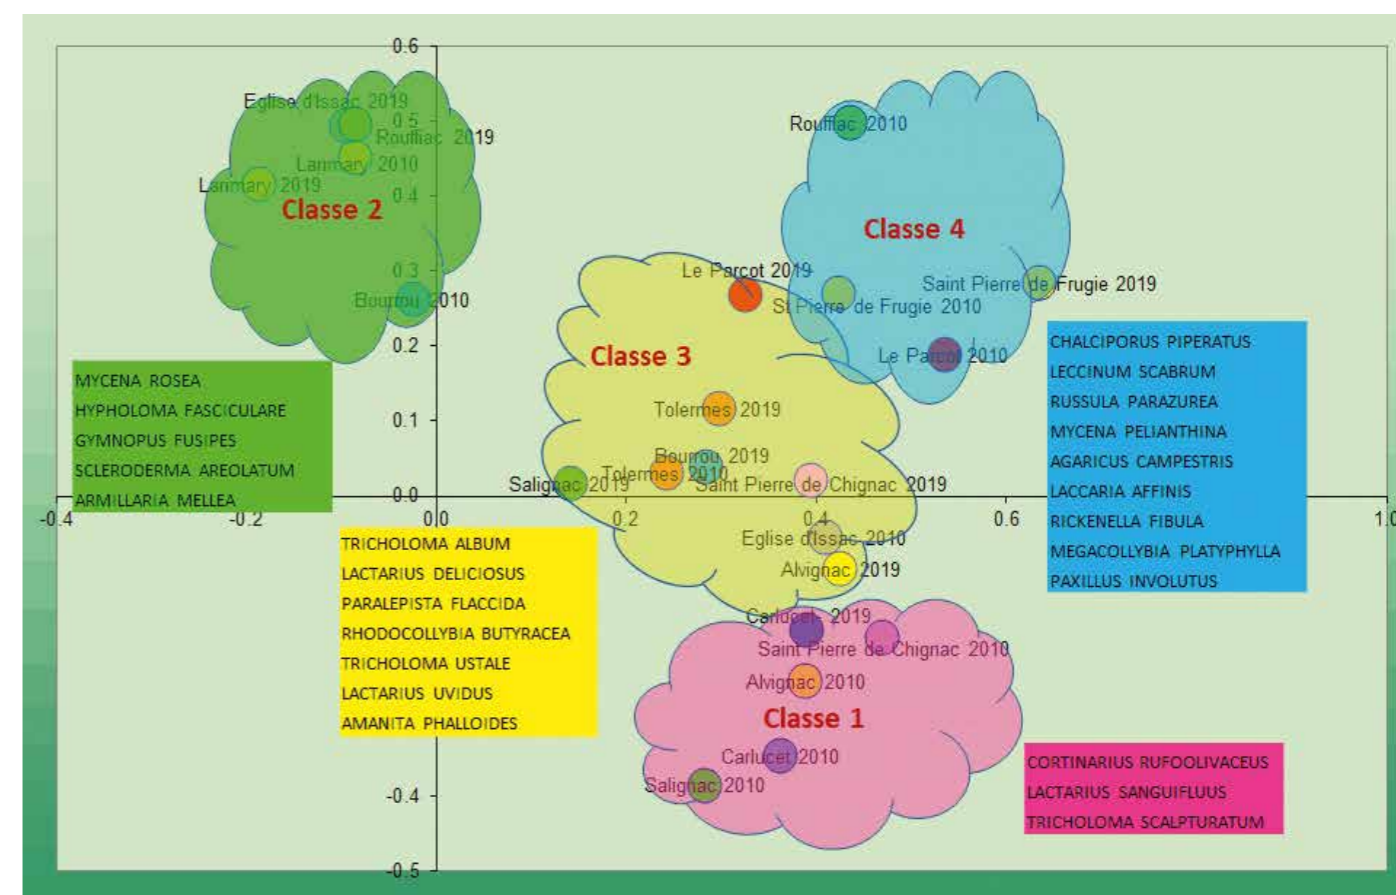 0.6
Eglise d'Issac 2019
0.5
Rouffiac 2010
Rouffiac 2019
Lanmary 2010
Lanmary 2019
0.4
Classe 2
Classe 4
0.3
Le Parcot 2019
Saint Pierre de Frugie 2019
Bourrou 2010
St Pierre de Frugie 2010
0.2
Classe 3
Le Parcot 2010
Tolermes 2019
0.1
Bourrou 2019
Tolermes 2010
Salignac 2019
Saint Pierre de Chignac 2019
0.0
-0.4
-0.2
0.0
0.2
0.4
0.6
1.0
Eglise d'Issac 2010
Alvignac 2019
Carlucet- 2019
Saint Pierre de Chignac 2010
Alvignac 2010
Classe 1
Carlucet 2010
Salignac 2010
-0.4
-0.5
MYCENA ROSEA
HYPHOLOMA FASCICULARE
GYMNOPUS FUSIPES
SCLERODERMA AREOLATUM
ARMILLARIA MELLEA
TRICHOLOMA ALBUM
LACTARIUS DELICIOSUS
PARALEPISTA FLACCIDA
RHODOCOLLYBIA BUTYRACEA
TRICHOLOMA USTALE
LACTARIUS UVIDUS
AMANITA PHALLOIDES
CHALCIPORUS PIPERATUS
LECCINUM SCABRUM
RUSSULA PARAZUREA
MYCENA PELIANTHINA
AGARICUS CAMPESTRIS
LACCARIA AFFINIS
RICKENELLA FIBULA
MEGACOLLYBIA PLATYPHYLLA
PAXILLUS INVOLUTUS
CORTINARIUS RUFOOLIVACEUS
LACTARIUS SANGUIFLUUS
TRICHOLOMA SCALPTURATUM